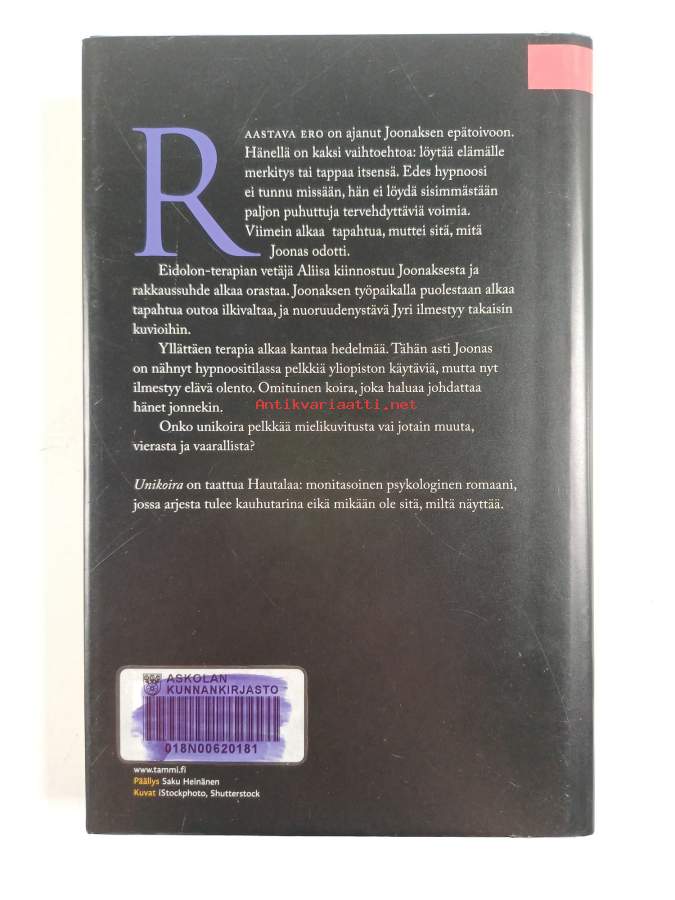 RAASTAVA ERO on ajanut Joonaksen epätoivoon.
Hänellä on kaksi vaihtoehtoa: löytää elämälle
merkitys tai tappaa itsensä. Edes hypnoosi
ei tunnu missään, hän ei löydä sisimmästään
paljon puhuttuja tervehdyttäviä voimia.
Viimein alkaa tapahtua, muttei sitä, mitä
Joonas odotti.
Eidolon-terapian vetäjä Aliisa kiinnostuu Joonaksesta ja
rakkaussuhde alkaa orastaa. Joonaksen työpaikalla puolestaan alkaa
tapahtua outoa ilkivaltaa, ja nuoruudenystävä Jyri ilmestyy takaisin
kuvioihin.
Yllättäen terapia alkaa kantaa hedelmää. Tähän asti Joonas
on nähnyt hypnoositilassa pelkkiä yliopiston käytäviä, mutta nyt
ilmestyy elävä olento. Omituinen koira, joka haluaa johdattaa
hänet jonnekin.
Antikvariaatti.net
Onko unikoira pelkkää mielikuvitusta vai jotain muuta,
vierasta ja vaarallista?
Unikoira on taattua Hautalaa: monitasoinen psykologinen romaani,
jossa arjesta tulee kauhutarina eikä mikään ole sitä, miltä näyttää.
ASKOLAN
KUNNANKIRJASTO
018N00620181
www.tammi.fi
Päällys Saku Heinänen
Kuvat iStockphoto, Shutterstock